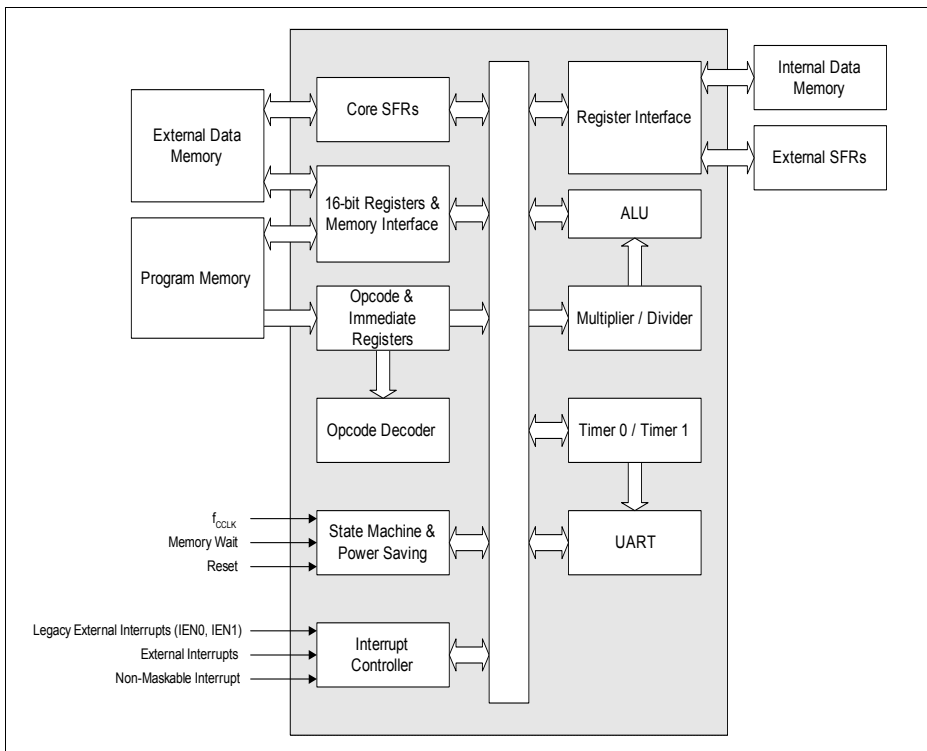 Core SFRs
External Data
Memory
16-bit Registers &
Memory Interface
Program Memory
Opcode &
Immediate
Registers
Opcode Decoder
f_CCLK
Memory Wait
Reset
State Machine &
Power Saving
Legacy External Interrupts (IEN0, IEN1)
External Interrupts
Non-Maskable Interrupt
Interrupt
Controller
Register Interface
Internal Data
Memory
External SFRs
ALU
Multiplier / Divider
Timer 0 / Timer 1
UART